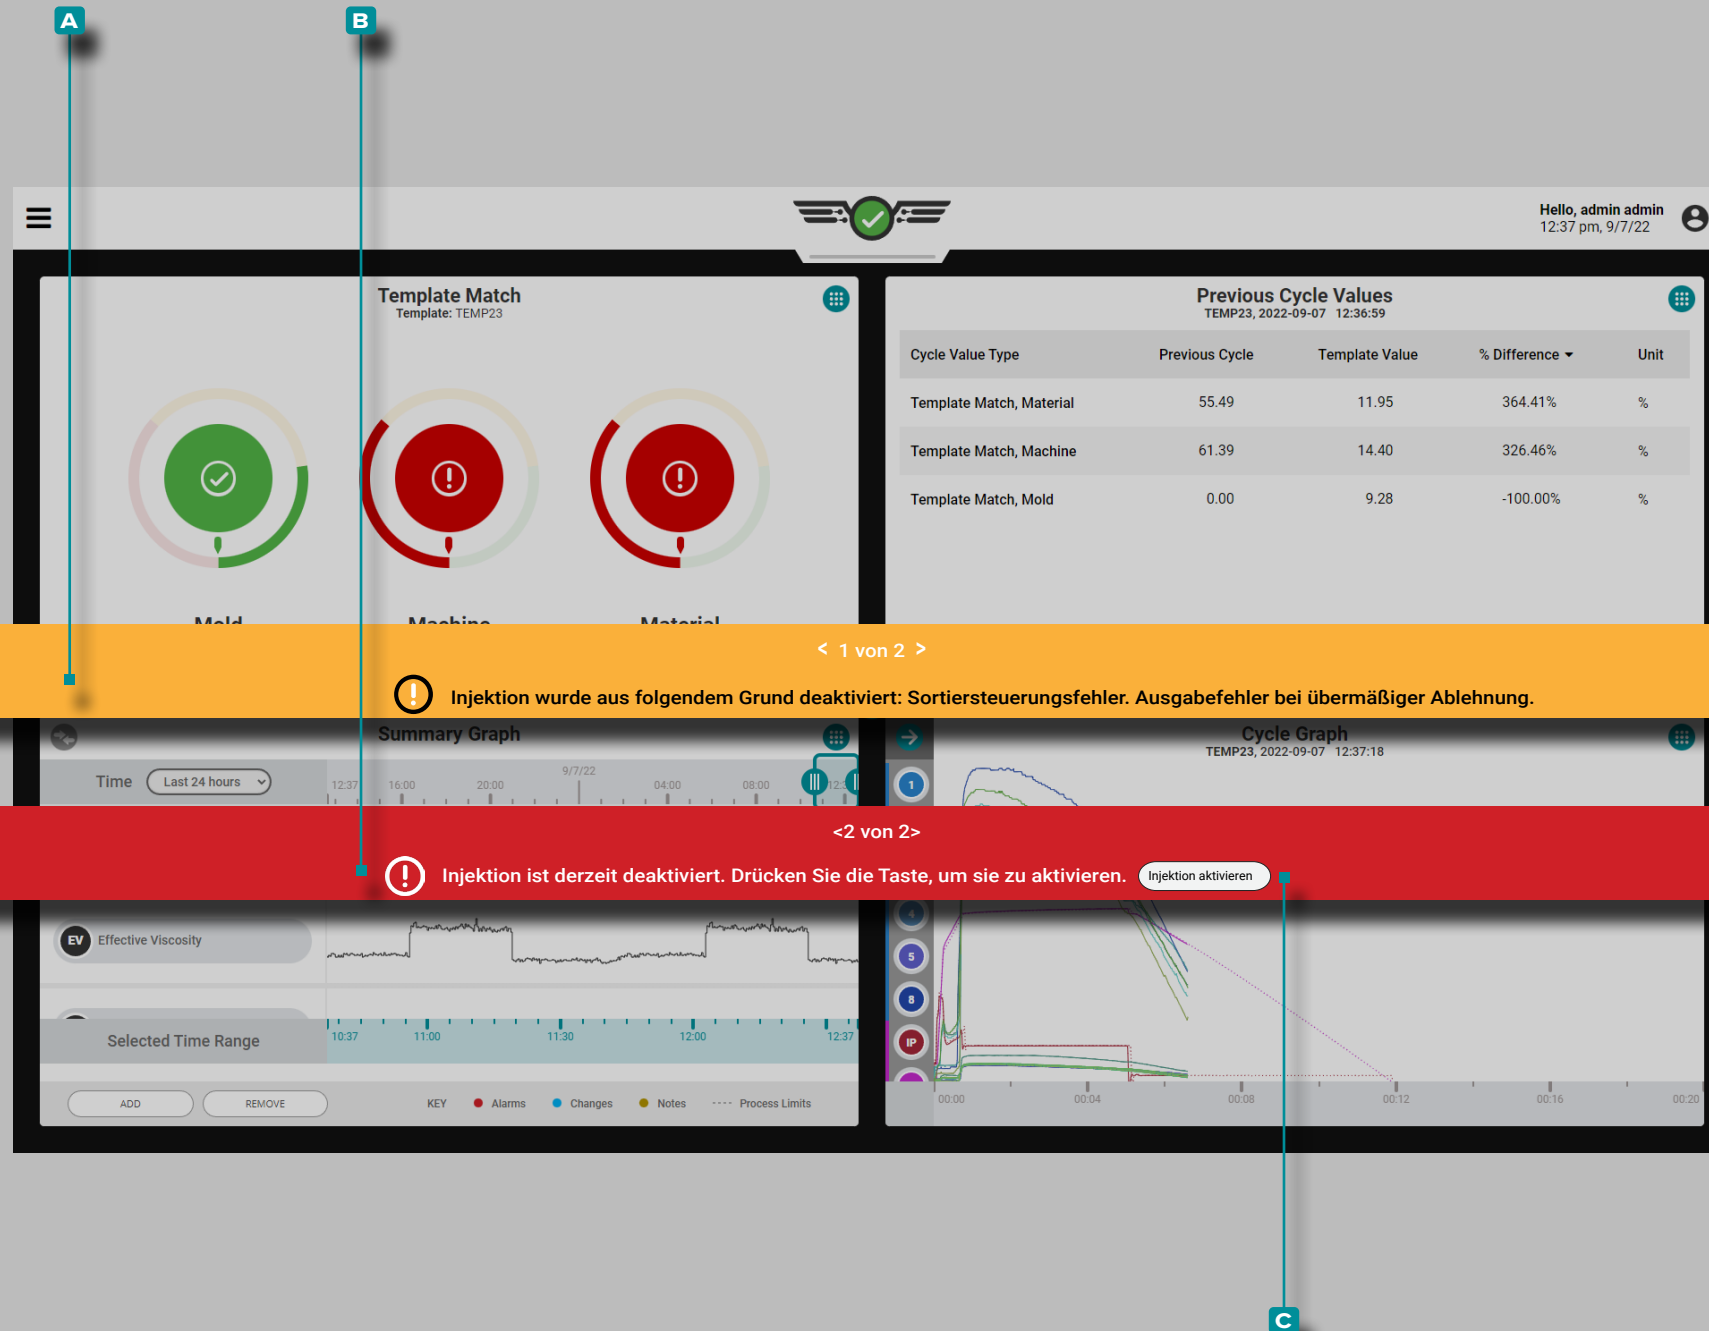 A
B
Hello, admin admin
12:37 pm, 9/7/22
Template Match
Template: TEMP23
Mold
Machine
Material
Previous Cycle Values
TEMP23, 2022-09-07 12:36:59
Cycle Value Type Previous Cycle Template Value % Difference Unit
Template Match, Material 55.49 11.95 364.41% %
Template Match, Machine 61.39 14.40 326.46% %
Template Match, Mold 0.00 9.28 -100.00% %
< 1 von 2 >
Injektion wurde aus folgendem Grund deaktiviert: Sortiersteuerungsfehler. Ausgabefehler bei übermäßiger Ablehnung.
Summary Graph
Time Last 24 hours
9/7/22
12:37 16:00 20:00 04:00 08:00
<2 von 2>
Injektion ist derzeit deaktiviert. Drücken Sie die Taste, um sie zu aktivieren. Injektion aktivieren
EV Effective Viscosity
Selected Time Range
10:37 11:00 11:30 12:00 12:37
ADD REMOVE KEY Alarms Changes Notes Process Limits
Cycle Graph
TEMP23, 2022-09-07 12:37:18
1
4
5
8
IP
00:00 00:04 00:08 00:12 00:16 00:20
C